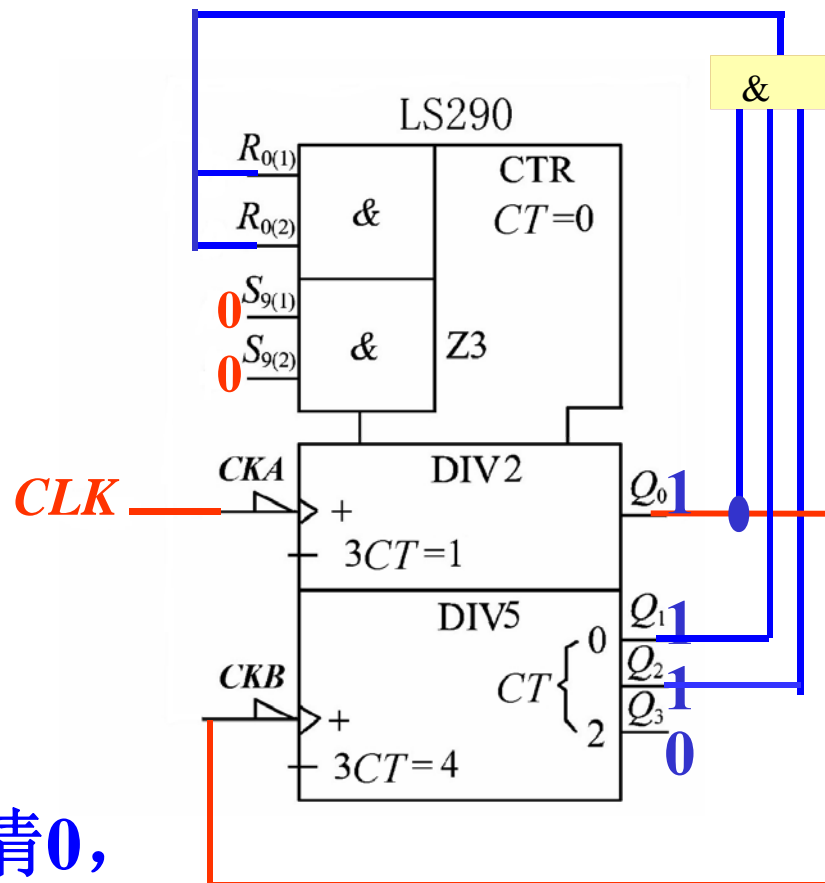 &
LS290
R0(1)
CTR
R0(2)
&
CT=0
0 S9(1)
&
Z3
0 S9(2)
CKA
DIV2
CLK
+
Q0 1
3CT=1
DIV5
Q1 1
0
CKB
CT
Q2 1
+
Q3
2
0
3CT=4
清0，